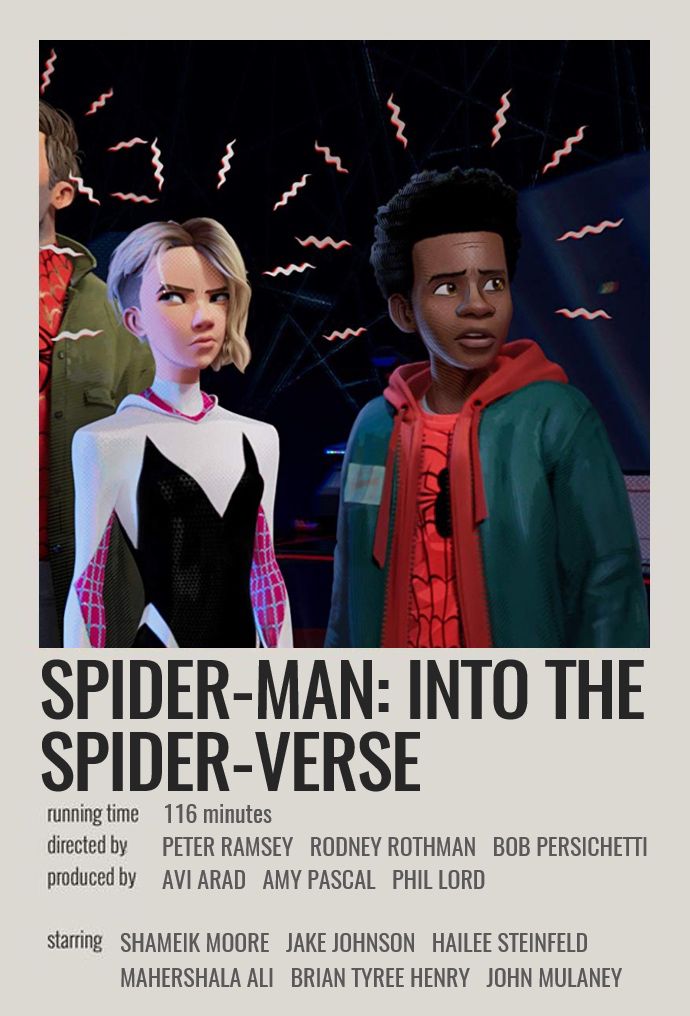 SPIDER-MAN: INTO THE
SPIDER-VERSE
running time 116 minutes
directed by PETER RAMSEY RODNEY ROTHMAN BOB PERSICHETTI
produced by AVI ARAD AMY PASCAL PHIL LORD
starring SHAMEIK MOORE JAKE JOHNSON HAILEE STEINFELD
MAHERSHALA ALI BRIAN TYREE HENRY JOHN MULANEY